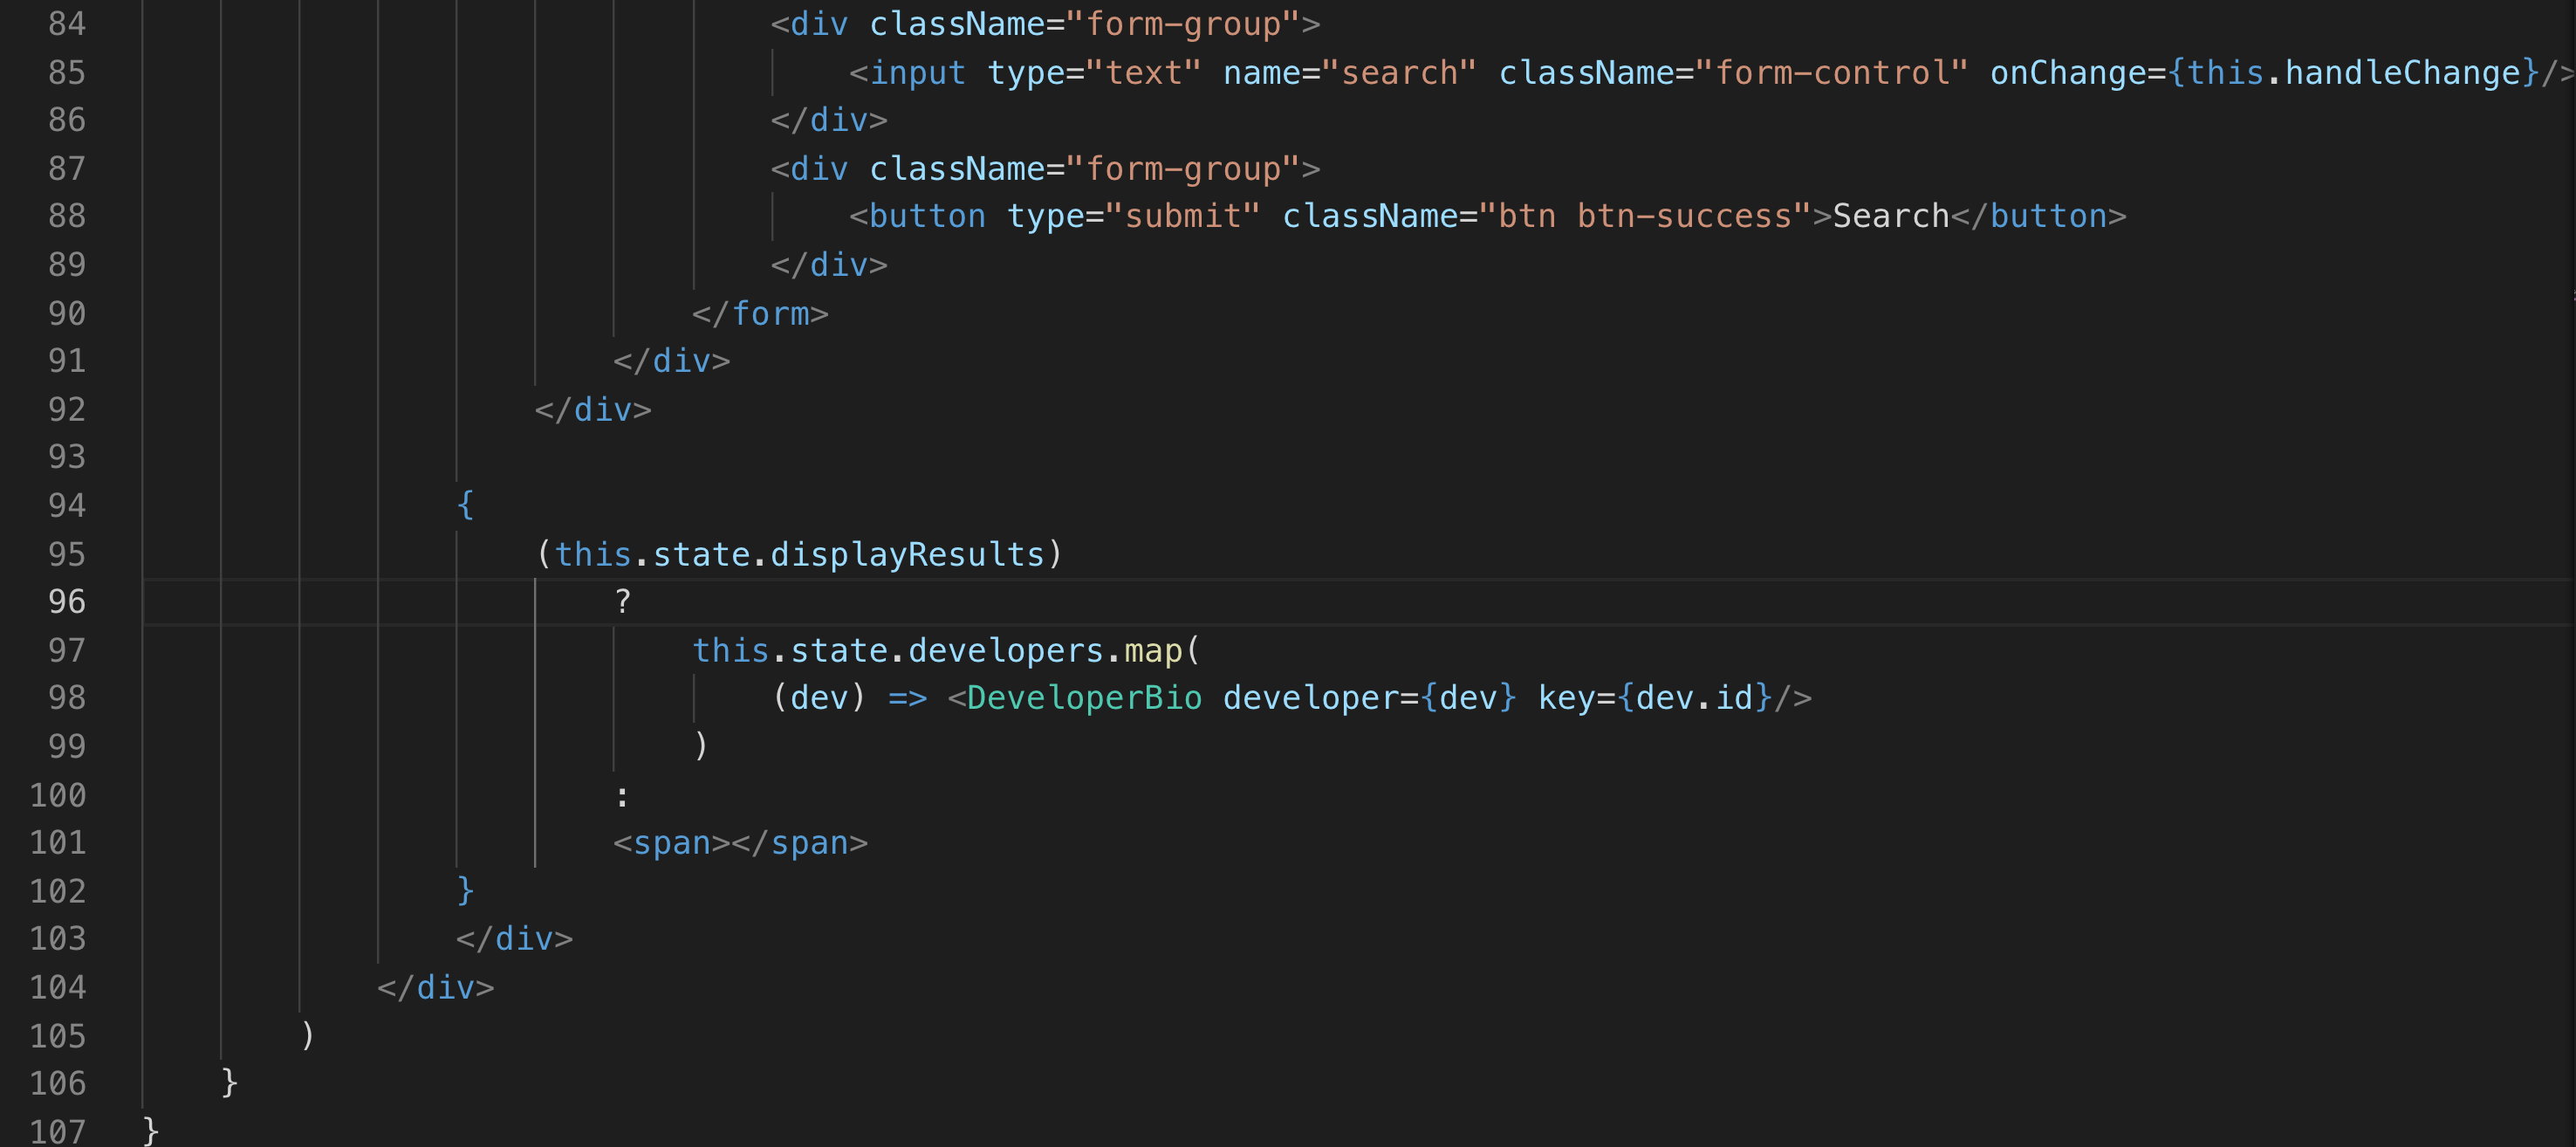 84 <div className="form-group">
85 <input type="text" name="search" className="form-control" onChange={this.handleChange}/>
86 </div>
87 <div className="form-group">
88 <button type="submit" className="btn btn-success">Search</button>
89 </div>
90 </form>
91 </div>
92 </div>
93
94 {
95 (this.state.displayResults)
96 ?
97 this.state.developers.map(
98 (dev) => <DeveloperBio developer={dev} key={dev.id}/>
99 )
100 :
101 <span></span>
102 }
103 </div>
104 </div>
105 )
106 }
107 }